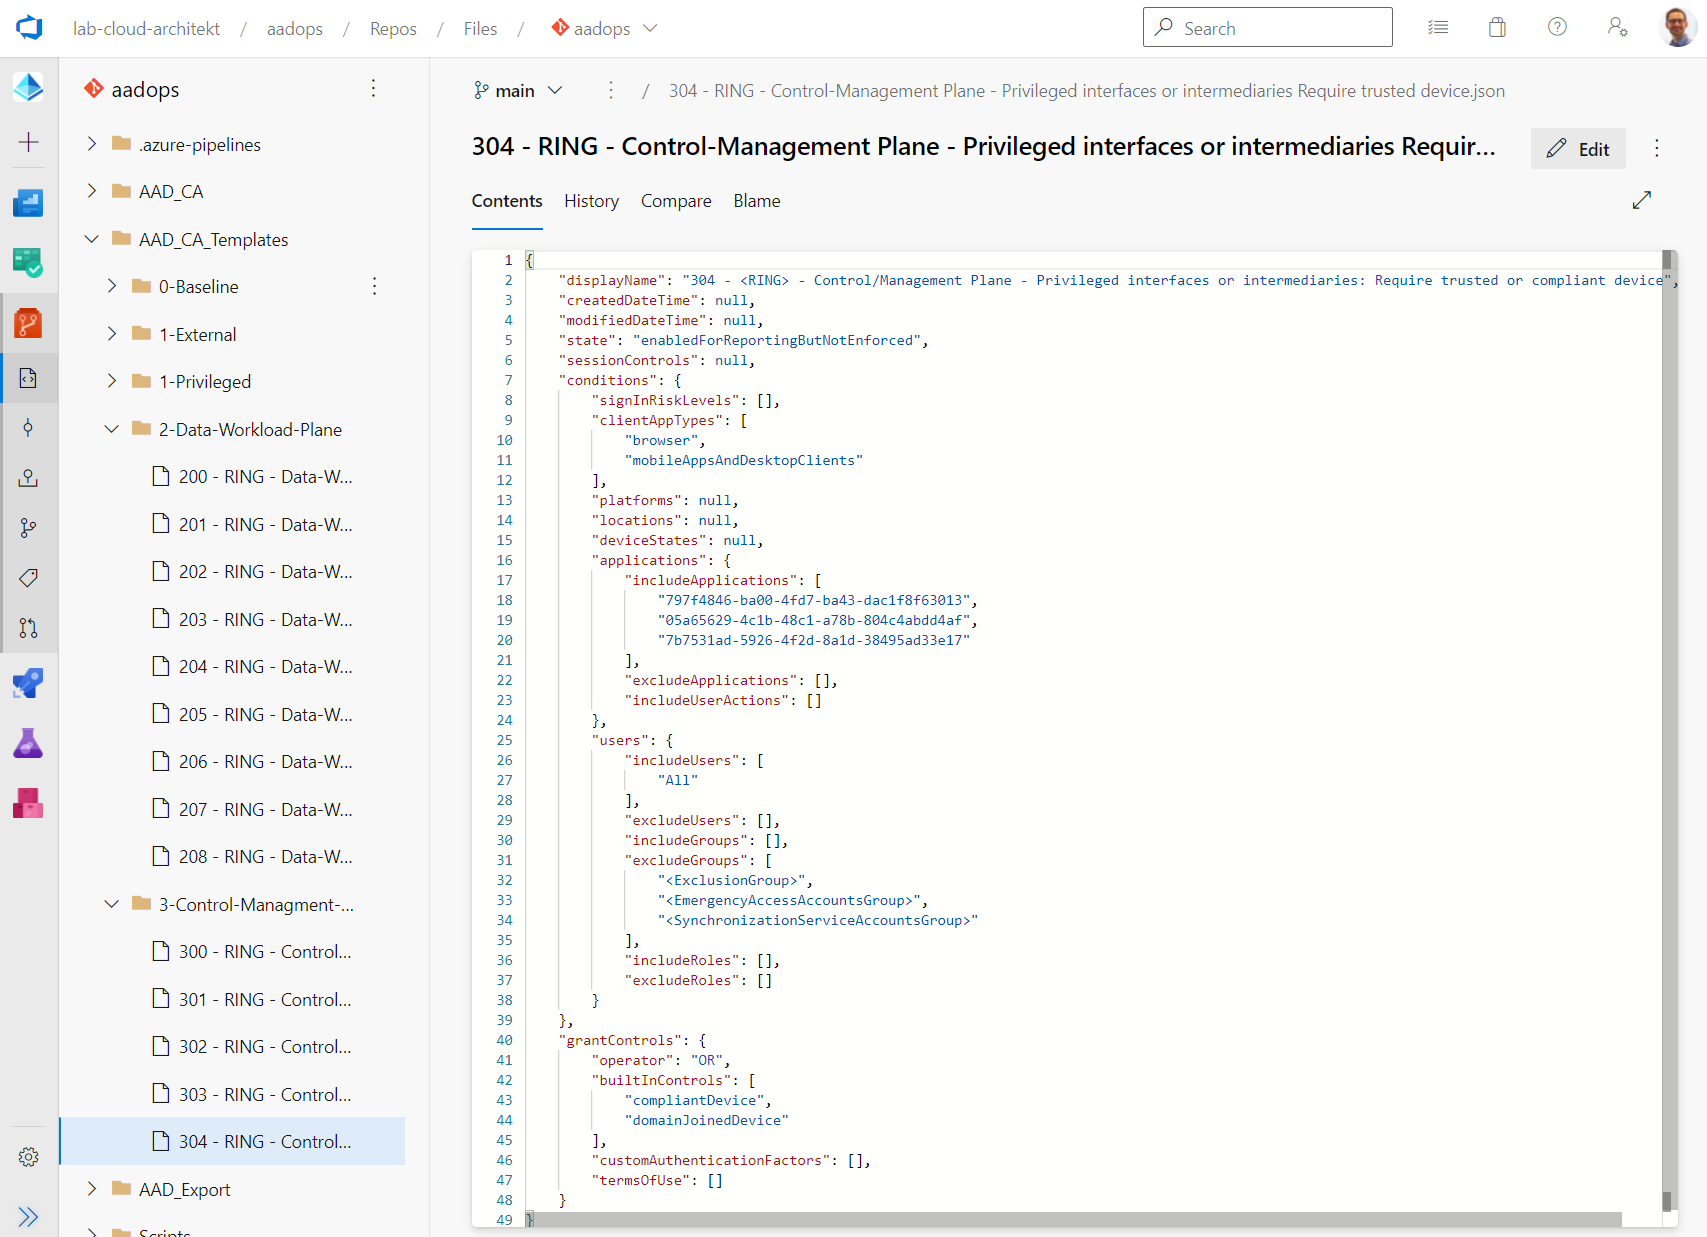 lab-cloud-architekt / aadops / Repos / Files / aadops
Search
aadops
.azure-pipelines
AAD_CA
AAD_CA_Templates
0-Baseline
1-External
1-Privileged
2-Data-Workload-Plane
200 - RING - Data-W...
201 - RING - Data-W...
202 - RING - Data-W...
203 - RING - Data-W...
204 - RING - Data-W...
205 - RING - Data-W...
206 - RING - Data-W...
207 - RING - Data-W...
208 - RING - Data-W...
3-Control-Managment-...
300 - RING - Control...
301 - RING - Control...
302 - RING - Control...
303 - RING - Control...
304 - RING - Control...
AAD_Export
Scripts
main / 304 - RING - Control-Management Plane - Privileged interfaces or intermediaries Require trusted device.json
304 - RING - Control-Management Plane - Privileged interfaces or intermediaries Requir...
Edit
Contents History Compare Blame
1 {
2 "displayName": "304 - <RING> - Control/Management Plane - Privileged interfaces or intermediaries: Require trusted or compliant device",
3 "createdDateTime": null,
4 "modifiedDateTime": null,
5 "state": "enabledForReportingButNotEnforced",
6 "sessionControls": null,
7 "conditions": {
8 "signInRiskLevels": [],
9 "clientAppTypes": [
10 "browser",
11 "mobileAppsAndDesktopClients"
12 ],
13 "platforms": null,
14 "locations": null,
15 "deviceStates": null,
16 "applications": {
17 "includeApplications": [
18 "797f4846-ba00-4fd7-ba43-dac1f8f63013",
19 "05a65629-4c1b-48c1-a78b-804c4abdd4af",
20 "7b7531ad-5926-4f2d-8a1d-38495ad33e17"
21 ],
22 "excludeApplications": [],
23 "includeUserActions": []
24 },
25 "users": {
26 "includeUsers": [
27 "All"
28 ],
29 "excludeUsers": [],
30 "includeGroups": [],
31 "excludeGroups": [
32 "<ExclusionGroup>",
33 "<EmergencyAccessAccountsGroup>",
34 "<SynchronizationServiceAccountsGroup>"
35 ],
36 "includeRoles": [],
37 "excludeRoles": []
38 }
39 },
40 "grantControls": {
41 "operator": "OR",
42 "builtInControls": [
43 "compliantDevice",
44 "domainJoinedDevice"
45 ],
46 "customAuthenticationFactors": [],
47 "termsOfUse": []
48 }
49 }